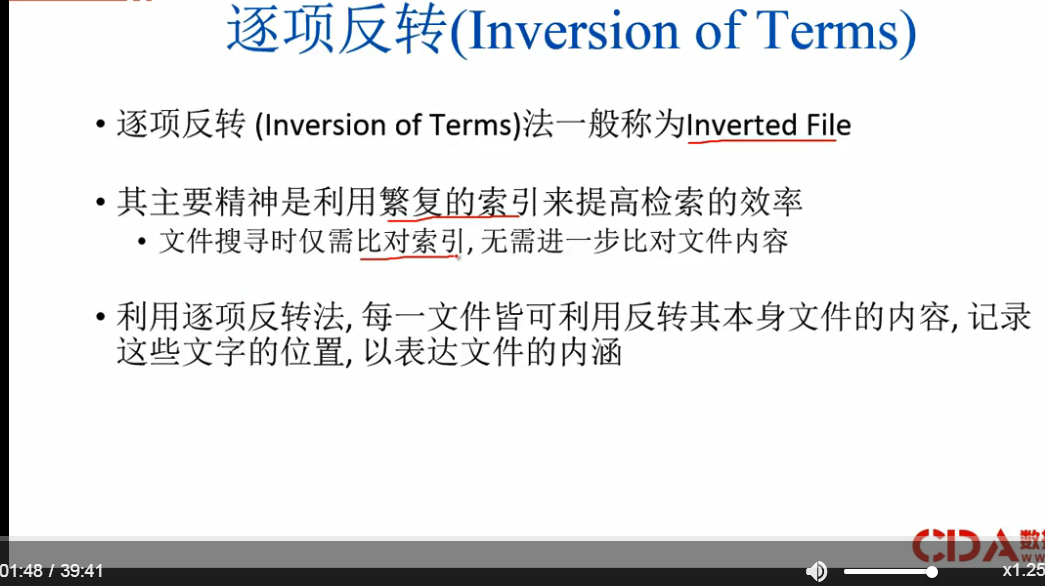 逐项反转(Inversion of Terms)
• 逐项反转 (Inversion of Terms)法一般称为Inverted File
• 其主要精神是利用繁复的索引来提高检索的效率
• 文件搜寻时仅需比对索引, 无需进一步比对文件内容
• 利用逐项反转法, 每一文件皆可利用反转其本身文件的内容, 记录
这些文字的位置, 以表达文件的内涵
CDA 数据
01:48 / 39:41
x1.25